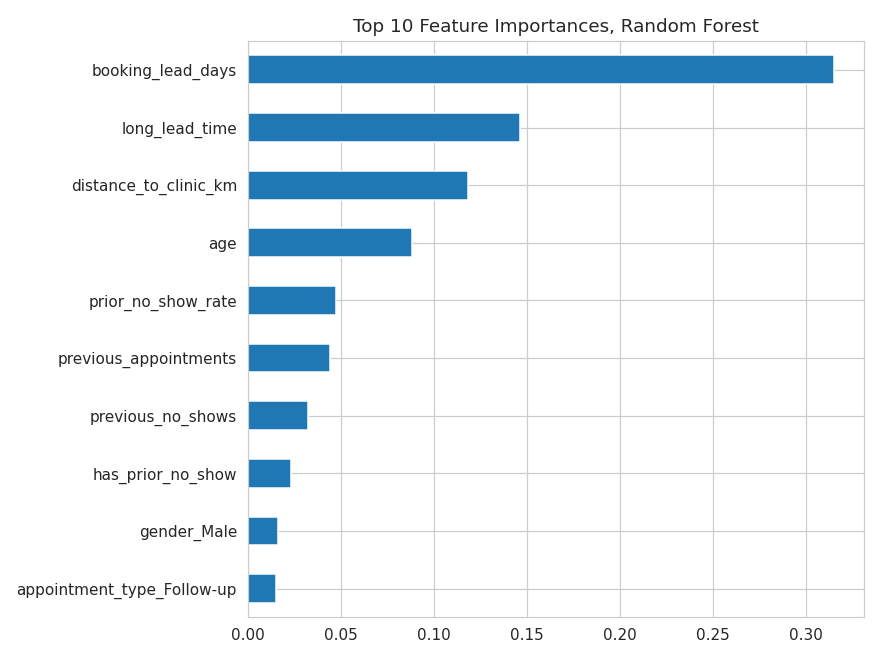 Top 10 Feature Importances, Random Forest
booking_lead_days
long_lead_time
distance_to_clinic_km
age
prior_no_show_rate
previous_appointments
previous_no_shows
has_prior_no_show
gender_Male
appointment_type_Follow-up
0.00 0.05 0.10 0.15 0.20 0.25 0.30